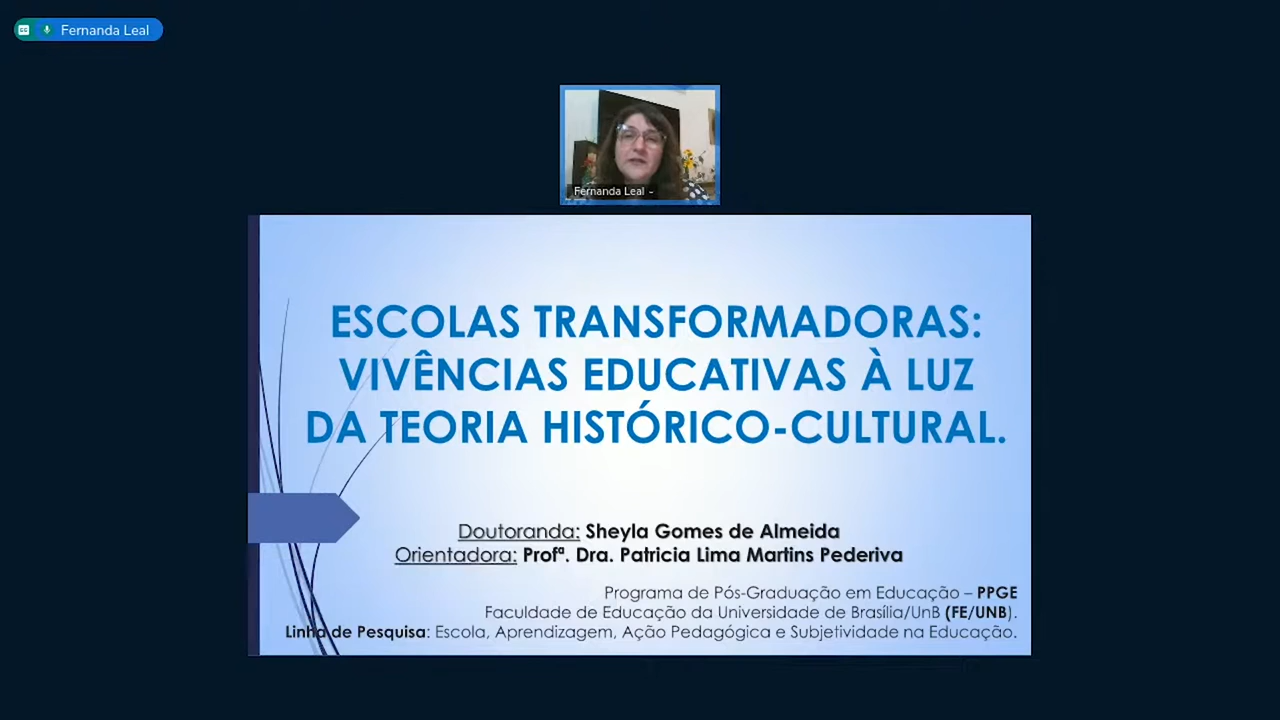 Fernanda Leal
Fernanda Leal
ESCOLAS TRANSFORMADORAS:
VIVÊNCIAS EDUCATIVAS À LUZ
DA TEORIA HISTÓRICO-CULTURAL.
Doutoranda: Sheyla Gomes de Almeida
Orientadora: Profª. Dra. Patricia Lima Martins Pederiva
Programa de Pós-Graduação em Educação – PPGE
Faculdade de Educação da Universidade de Brasília/UnB (FE/UNB).
Linha de Pesquisa: Escola, Aprendizagem, Ação Pedagógica e Subjetividade na Educação.